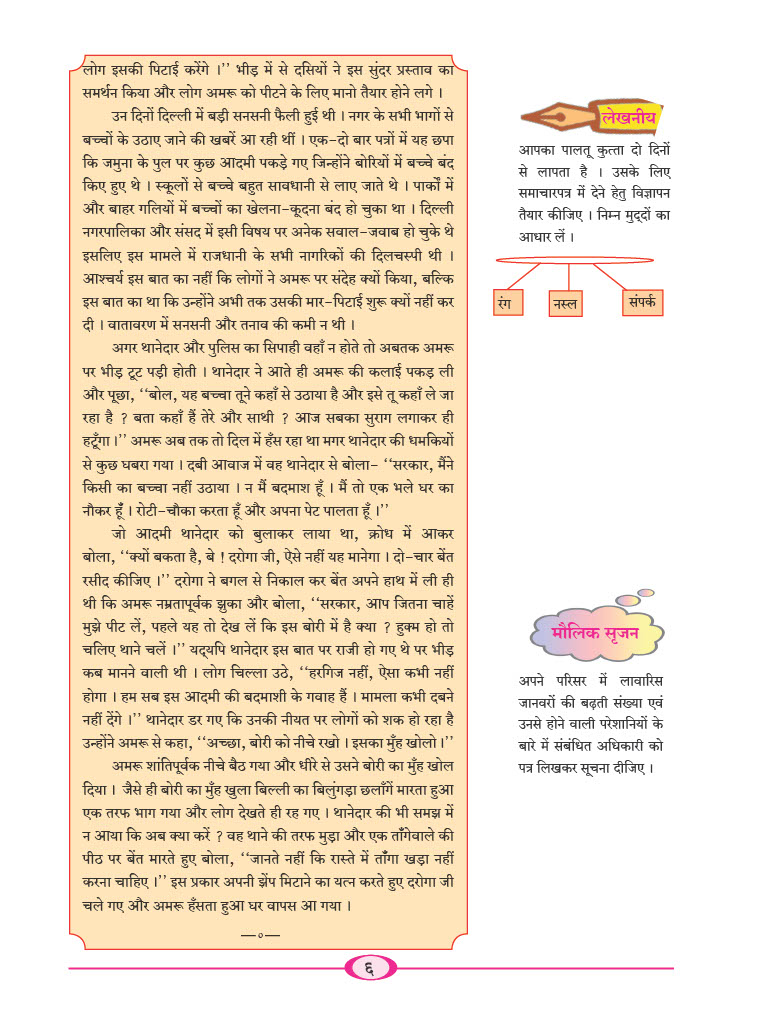 लोग इसकी पिटाई करेंगे ।’’ भीड़ में से दसियों ने इस सुंदर प्रस्ताव का
समर्थन किया और लोग अमरू को पीटने के लिए मानो तैयार होने लगे ।
उन दिनों दिल्ली में बड़ी सनसनी फैली हुई थी । नगर के सभी भागों से
बच्चों के उठाए जाने की खबरें आ रही थीं । एक-दो बार पत्रों में यह छपा
कि जमुना के पुल पर कुछ आदमी पकड़े गए जिन्होंने बोरियों में बच्चे बंद
किए हुए थे । स्कूलों से बच्चे बहुत सावधानी से लाए जाते थे । पार्कों में
और बाहर गलियों में बच्चों का खेलना-कूदना बंद हो चुका था । दिल्ली
नगरपालिका और संसद में इसी विषय पर अनेक सवाल-जवाब हो चुके थे
इसलिए इस मामले में राजधानी के सभी नागरिकों की दिलचस्पी थी ।
आश्चर्य इस बात का नहीं कि लोगों ने अमरू पर संदेह क्यों किया, बल्कि
इस बात का था कि उन्होंने अभी तक उसकी मार-पिटाई शुरू क्यों नहीं कर
दी । वातावरण में सनसनी और तनाव की कमी न थी ।
अगर थानेदार और पुलिस का सिपाही वहाँ न होते तो अबतक अमरू
पर भीड़ टूट पड़ी होती । थानेदार ने आते ही अमरू की कलाई पकड़ ली
और पूछा, ‘‘बोल, यह बच्चा तूने कहाँ से उठाया है और इसे तू कहाँ ले जा
रहा है ? बता कहाँ हैं तेरे और साथी ? आज सबका सुराग लगाकर ही
हटूँगा ।’’ अमरू अब तक तो दिल में हँस रहा था मगर थानेदार की धमकियों
से कुछ घबरा गया । दबी आवाज में वह थानेदार से बोला- ‘‘सरकार, मैंने
किसी का बच्चा नहीं उठाया । न मैं बदमाश हूँ । मैं तो एक भले घर का
नौकर हूँ । रोटी-चौका करता हूँ और अपना पेट पालता हूँ ।’’
जो आदमी थानेदार को बुलाकर लाया था, क्रोध में आकर
बोला, ‘‘क्यों बकता है, बे ! दरोगा जी, ऐसे नहीं यह मानेगा । दो-चार बेंत
रसीद कीजिए ।’’ दरोगा ने बगल से निकाल कर बेंत अपने हाथ में ली ही
थी कि अमरू नम्रतापूर्वक झुका और बोला, ‘‘सरकार, आप जितना चाहें
मुझे पीट लें, पहले यह तो देख लें कि इस बोरी में है क्या ? हुक्म हो तो
चलिए थाने चलें ।’’ यद्यपि थानेदार इस बात पर राजी हो गए थे पर भीड़
कब मानने वाली थी । लोग चिल्ला उठे, ‘‘हरगिज नहीं, ऐसा कभी नहीं
होगा । हम सब इस आदमी की बदमाशी के गवाह हैं । मामला कभी दबने
नहीं देंगे ।’’ थानेदार डर गए कि उनकी नीयत पर लोगों को शक हो रहा है
उन्होंने अमरू से कहा, ‘‘अच्छा, बोरी को नीचे रखो । इसका मुँह खोलो ।’’
अमरू शांतिपूर्वक नीचे बैठ गया और धीरे से उसने बोरी का मुँह खोल
दिया । जैसे ही बोरी का मुँह खुला बिल्ली का बिलुंगड़ा छलाँगें मारता हुआ
एक तरफ भाग गया और लोग देखते ही रह गए । थानेदार की भी समझ में
न आया कि अब क्या करें ? वह थाने की तरफ मुड़ा और एक ताँगेवाले की
पीठ पर बेंत मारते हुए बोला, ‘‘जानते नहीं कि रास्ते में ताँगा खड़ा नहीं
करना चाहिए ।’’ इस प्रकार अपनी झेंप मिटाने का यत्न करते हुए दरोगा जी
चले गए और अमरू हँसता हुआ घर वापस आ गया ।
—०—
लेखनीय
आपका पालतू कुत्ता दो दिनों
से लापता है । उसके लिए
समाचारपत्र में देने हेतु विज्ञापन
तैयार कीजिए । निम्न मुद्दों का
आधार लें ।
रंग नस्ल संपर्क
मौलिक सृजन
अपने परिसर में लावारिस
जानवरों की बढ़ती संख्या एवं
उनसे होने वाली परेशानियों के
बारे में संबंधित अधिकारी को
पत्र लिखकर सूचना दीजिए ।
६